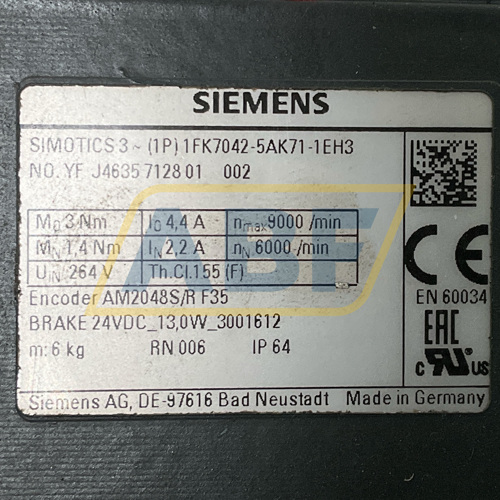 SIEMENS
SIMOTICS 3 ~ (1P) 1FK7042-5AK71-1EH3
NO. YF J4635 7128 01 002
M0 3 Nm I0 4,4 A nmax 9000 /min
MN 1,4 Nm IN 2,2 A nN 6000 /min
UIN 264 V Th.Cl.155 (F)
Encoder AM2048S/R F35
BRAKE 24VDC_13,0W_3001612
m: 6 kg RN 006 IP 64
CE
EN 60034
EAC
c RU US
Siemens AG, DE-97616 Bad Neustadt Made in Germany
ABF